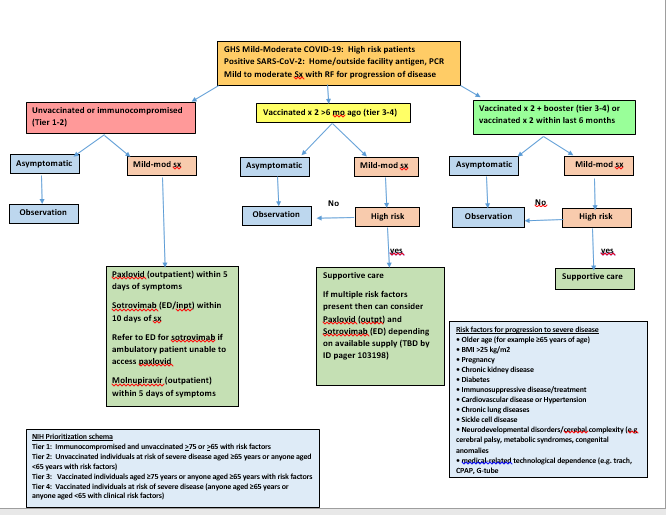 GHS Mild-Moderate COVID-19:  High risk patients
Positive SARS-CoV-2:  Home/outside facility antigen, PCR
Mild to moderate Sx with RF for progression of disease
Unvaccinated or immunocompromised
(Tier 1-2)
Vaccinated x 2 >6 mo ago (tier 3-4)
Vaccinated x 2 + booster (tier 3-4) or
vaccinated x 2 within last 6 months
Asymptomatic
Mild-mod sx
Asymptomatic
Mild-mod sx
Asymptomatic
Mild-mod sx
Observation
Observation
No
High risk
Observation
No
High risk
yes
yes
Paxlovid (outpatient) within 5
days of symptoms
Sotrovimab (ED/inpt) within
10 days of sx
Refer to ED for sotrovimab if
ambulatory patient unable to
access paxlovid
Molnupiravir (outpatient)
within 5 days of symptoms
Supportive care
If multiple risk factors
present then can consider
Paxlovid (outpt) and
Sotrovimab (ED) depending
on available supply (TBD by
ID pager 103198)
Supportive care
Risk factors for progression to severe disease
• Older age (for example ≥65 years of age)
• BMI >25 kg/m2
• Pregnancy
• Chronic kidney disease
• Diabetes
• Immunosuppressive disease/treatment
• Cardiovascular disease or Hypertension
• Chronic lung diseases
• Sickle cell disease
• Neurodevelopmental disorders/cerebal complexity (e.g
cerebral palsy, metabolic syndromes, congenital
anomalies
• medical-related technological dependence (e.g. trach,
CPAP, G-tube
NIH Prioritization schema
Tier 1:  Immunocompromised and unvaccinated >75 or >65 with risk factors
Tier 2:  Unvaccinated individuals at risk of severe disease aged ≥65 years or anyone aged
<65 years with risk factors)
Tier 3:   Vaccinated individuals aged ≥75 years or anyone aged ≥65 years with risk factors
Tier 4:  Vaccinated individuals at risk of severe disease (anyone aged ≥65 years or
anyone aged <65 with clinical risk factors)